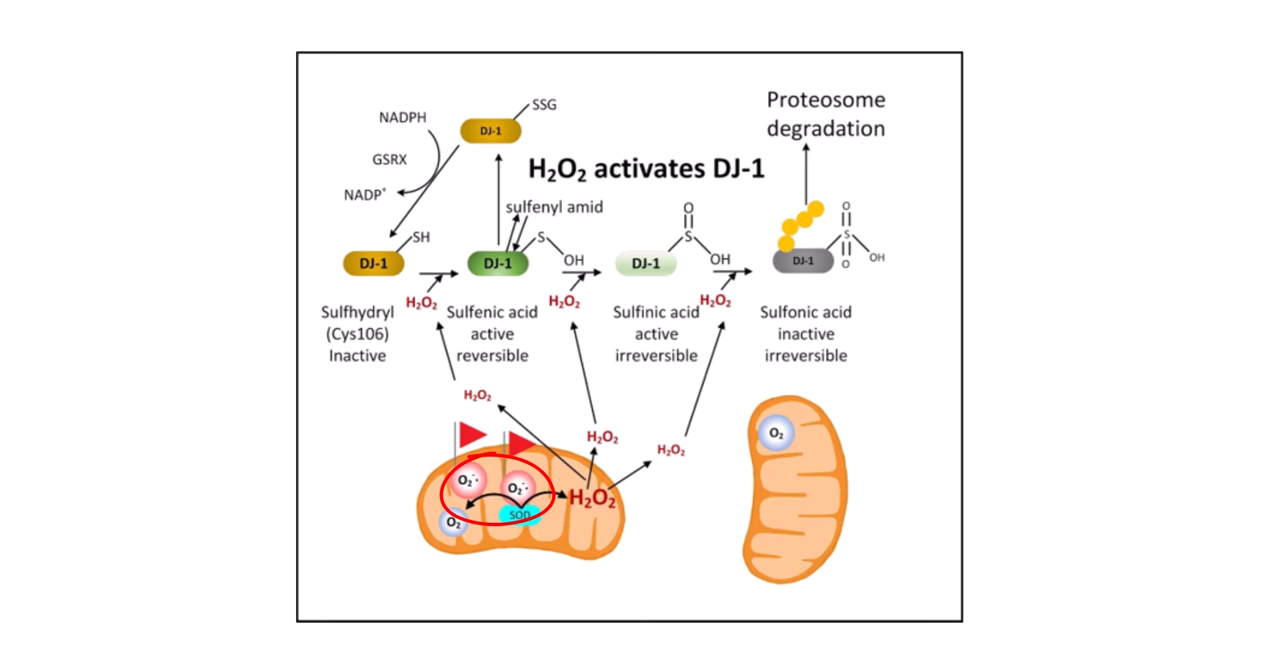 Proteosome
degradation
SSG
NADPH
DJ-1
GSRX
H₂O₂ activates DJ-1
NADP⁺
sulfenyl amid
SH
DJ-1
S
OH
DJ-1
O
S
OH
DJ-1
O
S
O
OH
DJ-1
H₂O₂
H₂O₂
H₂O₂
Sulfhydryl
(Cys106)
Inactive
Sulfenic acid
active
reversible
Sulfinic acid
active
irreversible
Sulfonic acid
inactive
irreversible
H₂O₂
H₂O₂
H₂O₂
O₂
O₂⁻·
O₂⁻·
H₂O₂
SOD
O₂